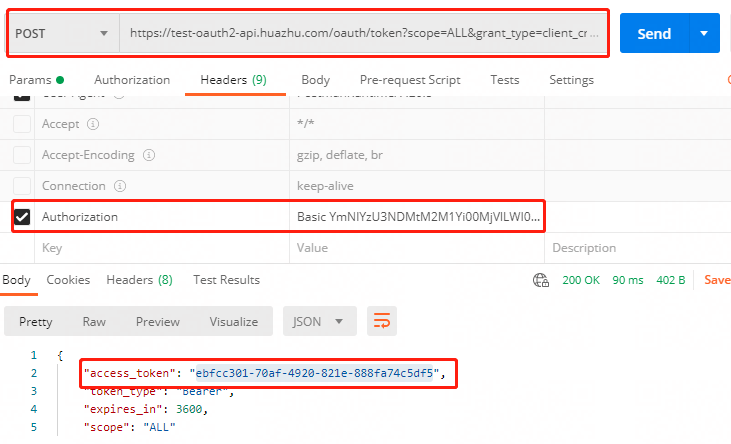 POST https://test-oauth2-api.huazhu.com/oauth/token?scope=ALL&grant_type=client_cr ... Send
Params Authorization Headers (9) Body Pre-request Script Tests Settings
Accept */*
Accept-Encoding gzip, deflate, br
Connection keep-alive
Authorization Basic YmNlYzU3NDMtM2M1Yi00MjVlLWI0...
Key Value Description
Body Cookies Headers (8) Test Results 200 OK 90 ms 402 B Save
Pretty Raw Preview Visualize JSON
1 {
2 "access_token": "ebfcc301-70af-4920-821e-888fa74c5df5",
3 "token_type": "Bearer",
4 "expires_in": 3600,
5 "scope": "ALL"